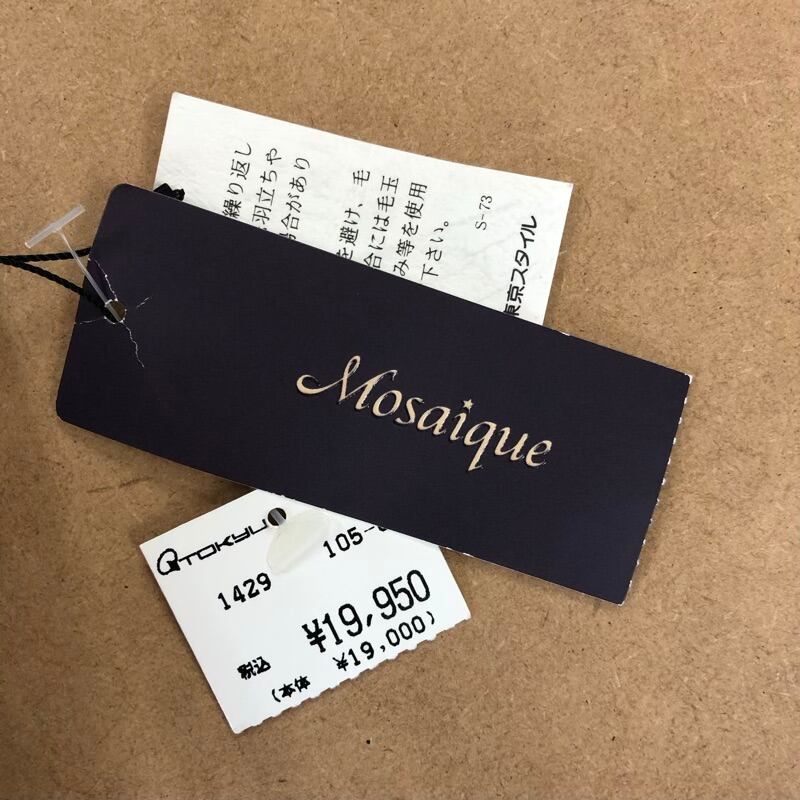 繰り返し
羽立ちや
場合があり
を避け、毛
合には毛玉
み等を使用
下さい。
S-73
東京スタイル
Mosaique
TOKYU
1429
105-
¥19,950
税込
(本体 ¥19,000)